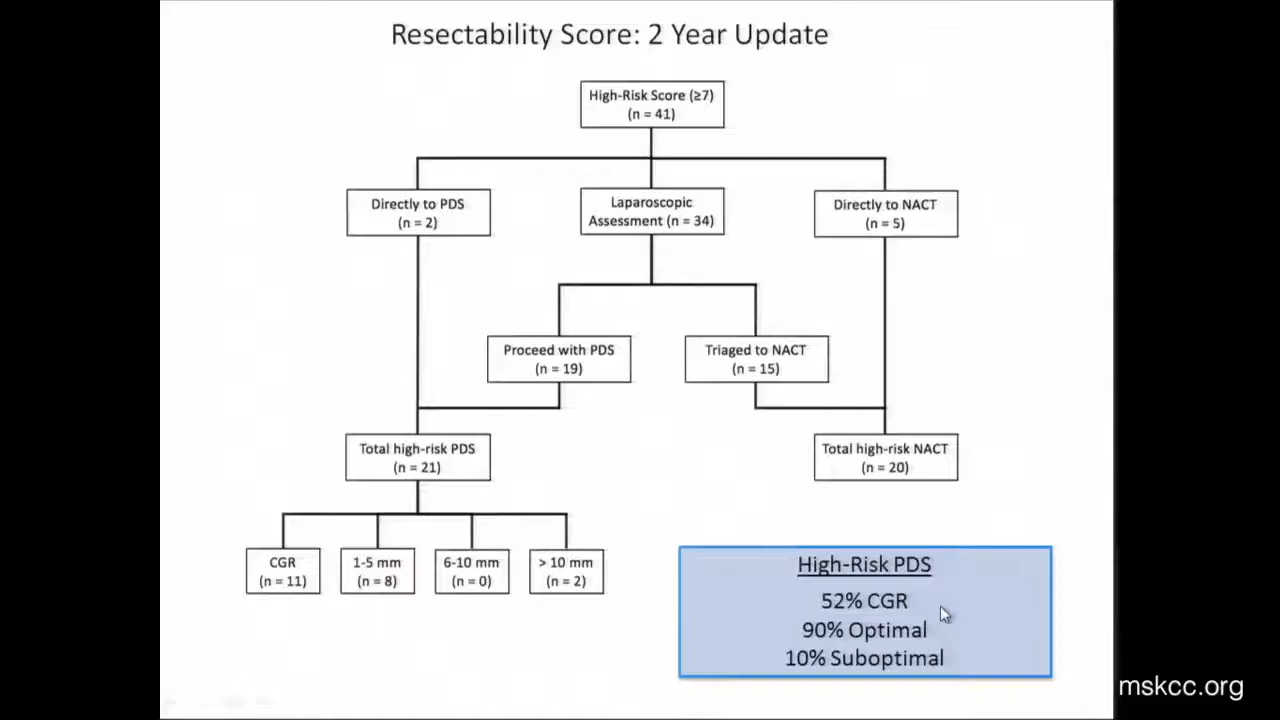 Resectability Score: 2 Year Update
High-Risk Score (≥7)
(n = 41)
Directly to PDS
(n = 2)
Laparoscopic
Assessment (n = 34)
Directly to NACT
(n = 5)
Proceed with PDS
(n = 19)
Triaged to NACT
(n = 15)
Total high-risk PDS
(n = 21)
Total high-risk NACT
(n = 20)
CGR
(n = 11)
1-5 mm
(n = 8)
6-10 mm
(n = 0)
> 10 mm
(n = 2)
High-Risk PDS
52% CGR
90% Optimal
10% Suboptimal
mskcc.org